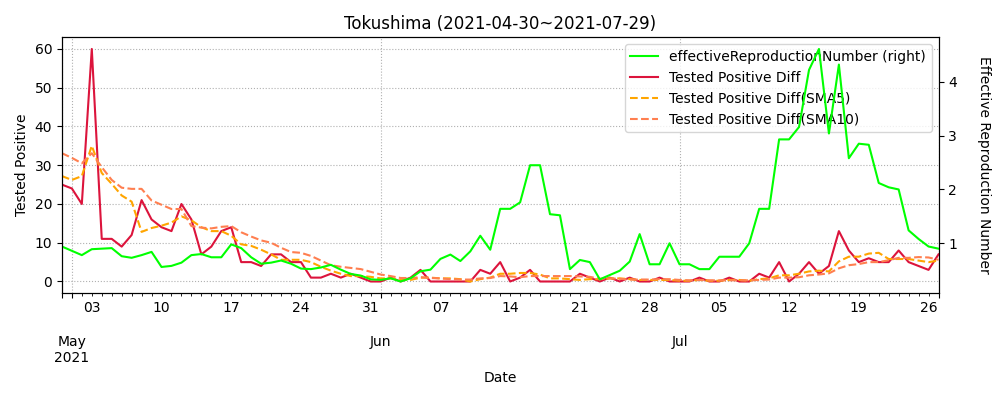 Tokushima (2021-04-30~2021-07-29)
effectiveReproductionNumber (right)
Tested Positive Diff
Tested Positive Diff(SMA5)
Tested Positive Diff(SMA10)
Tested Positive
60
50
40
30
20
10
0
Effective Reproduction Number
4
3
2
1
03 10 17 24 31 07 14 21 28 05 12 19 26
May Jun Jul
2021
Date